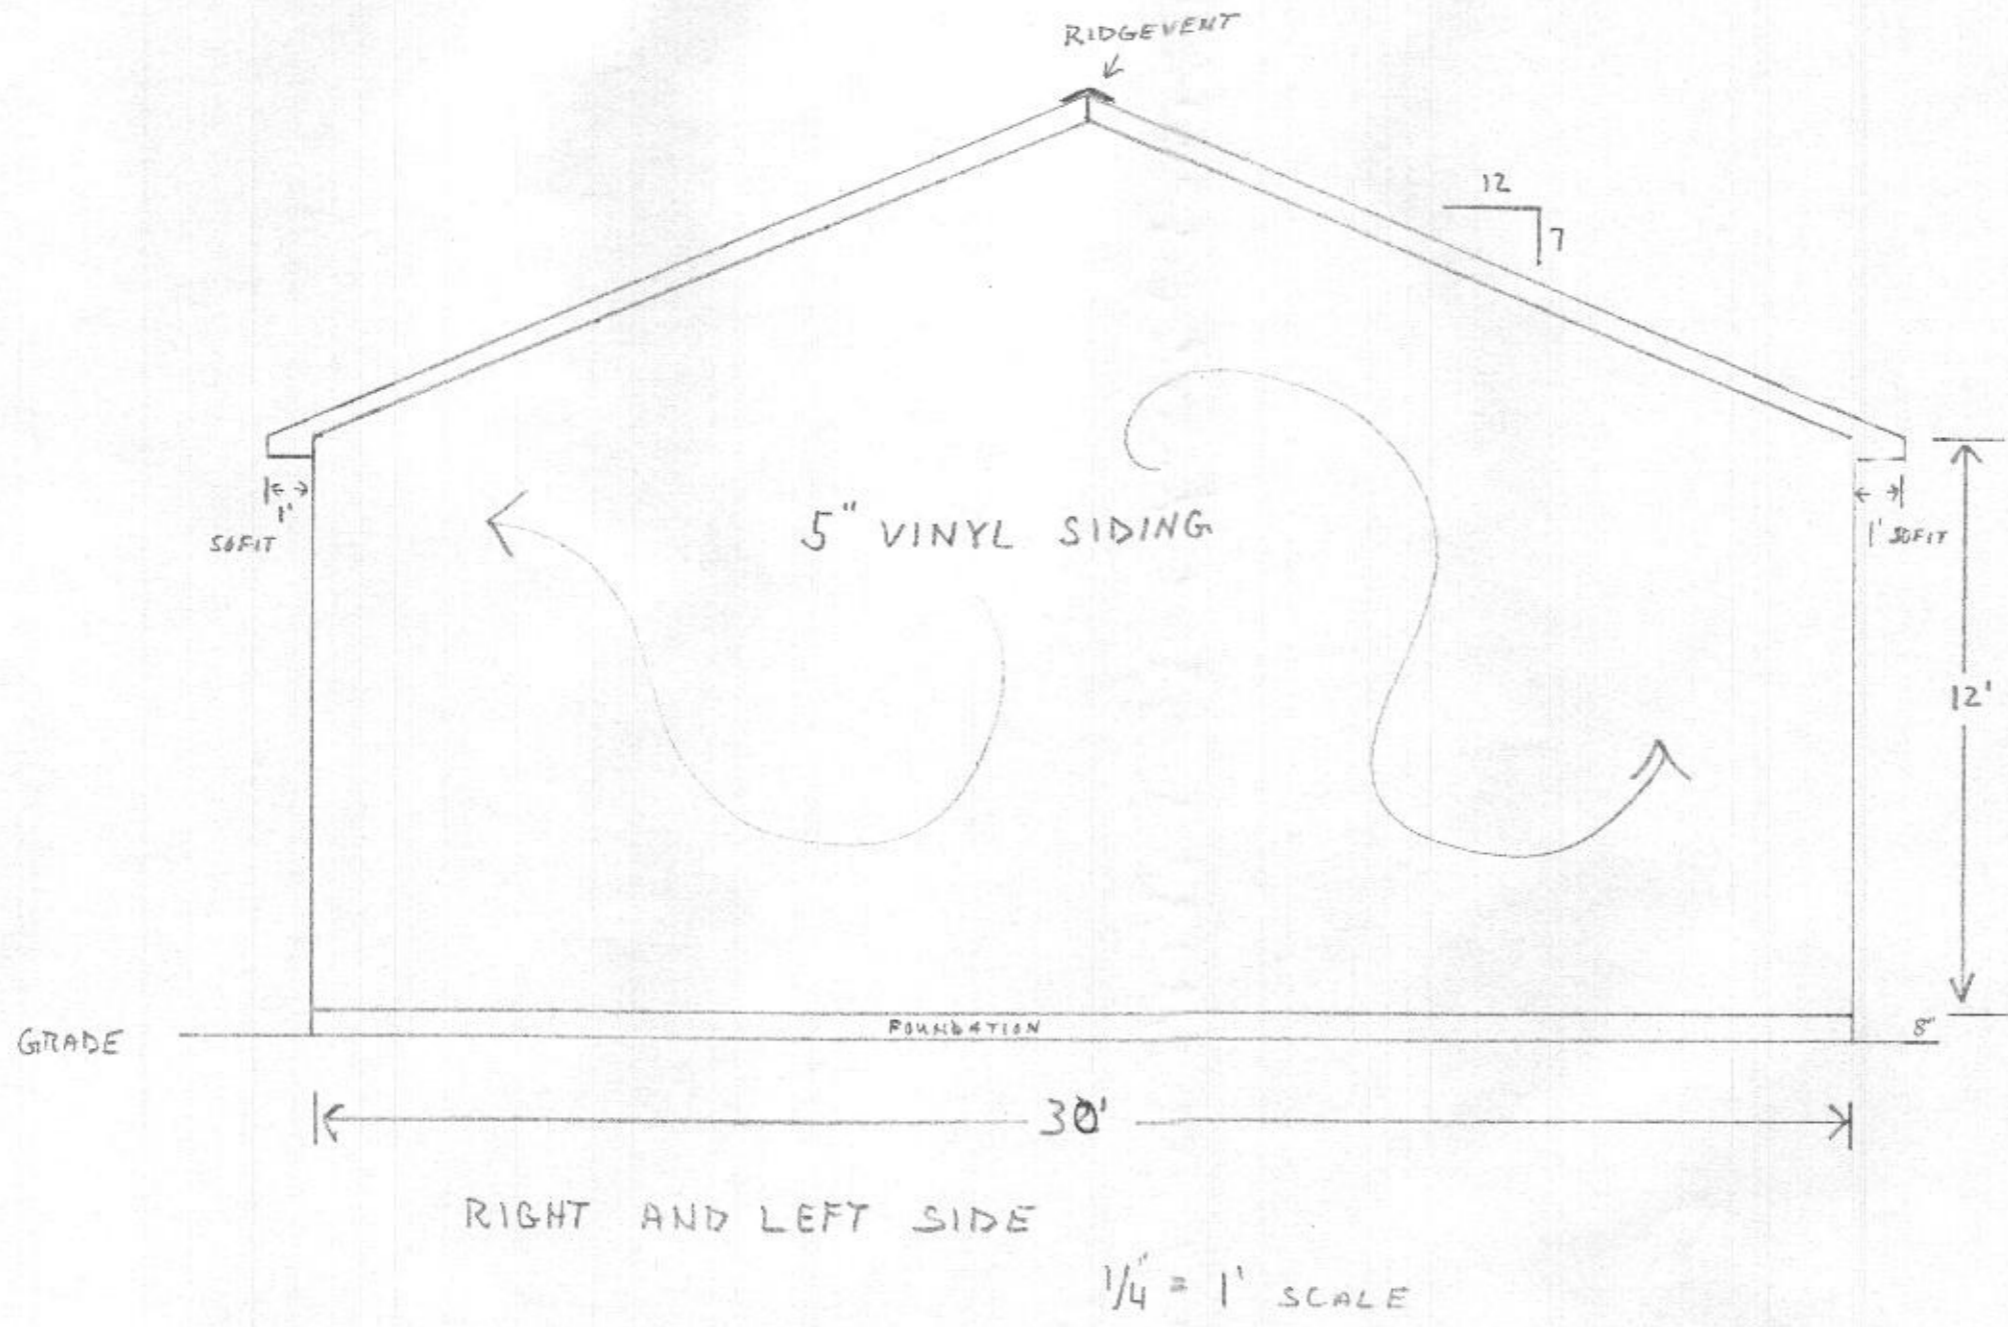 RIDGEVENT
12
7
1'
SOFIT
5" VINYL SIDING
1' SOFIT
12'
FOUNDATION
8"
GRADE
30'
RIGHT AND LEFT SIDE
1/4" = 1' SCALE